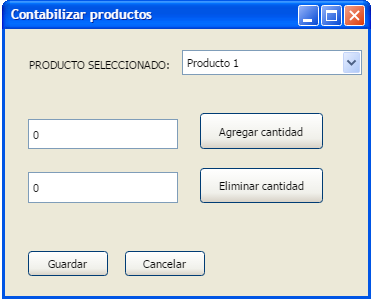 Contabilizar productos
PRODUCTO SELECCIONADO: Producto 1
0 Agregar cantidad
0 Eliminar cantidad
Guardar Cancelar